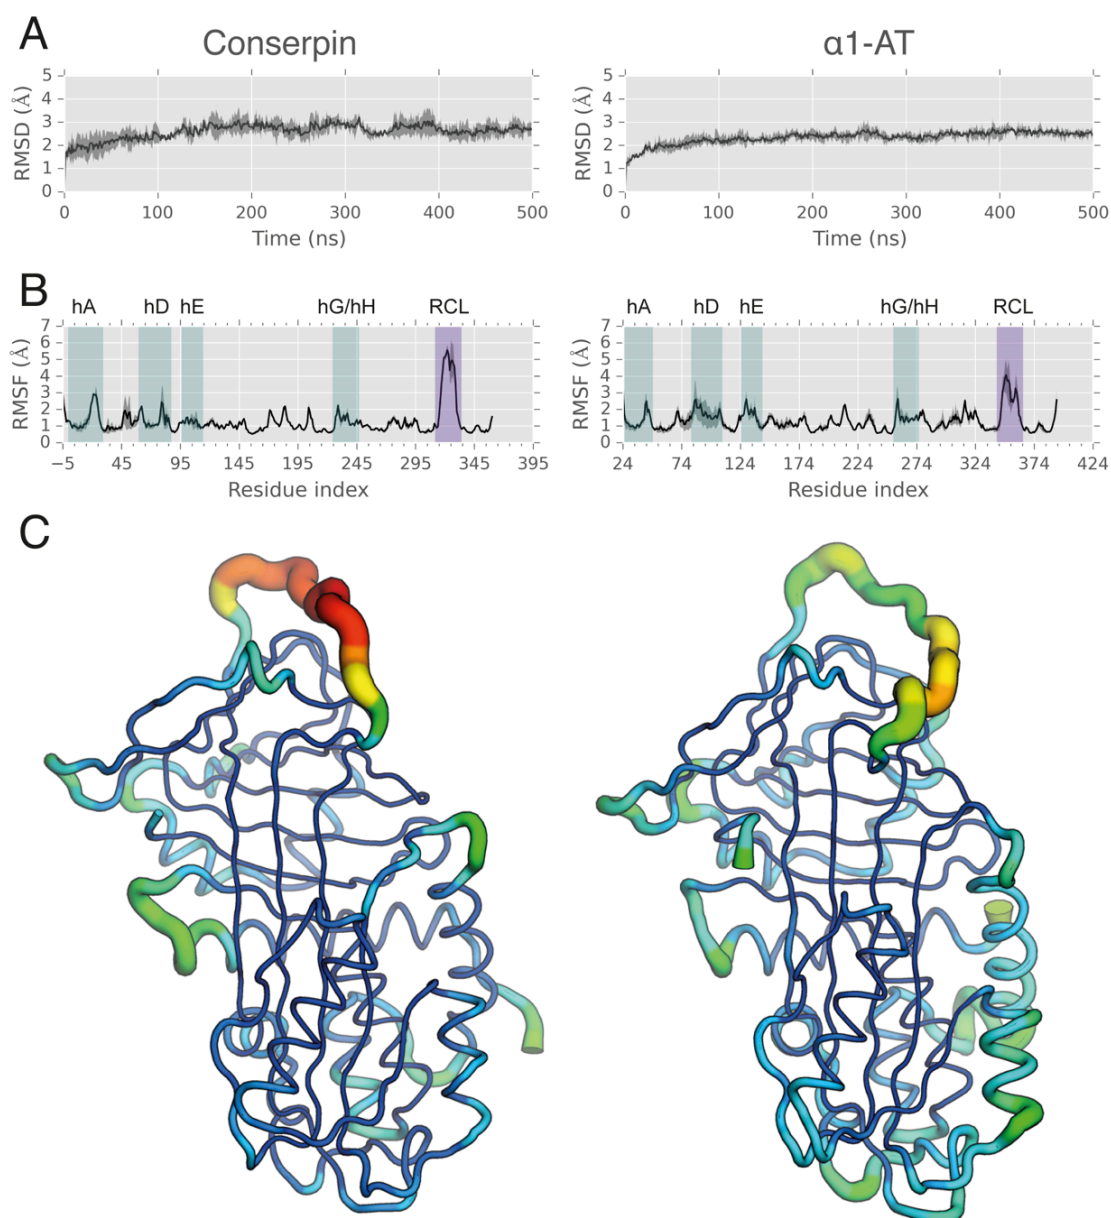 A
Conserpin
α1-AT
5
4
3
2
1
0
RMSD (Å)
0 100 200 300 400 500
Time (ns)
5
4
3
2
1
0
RMSD (Å)
0 100 200 300 400 500
Time (ns)
B
hA hD hE hG/hH RCL
7
6
5
4
3
2
1
0
RMSF (Å)
−5 45 95 145 195 245 295 345 395
Residue index
hA hD hE hG/hH RCL
7
6
5
4
3
2
1
0
RMSF (Å)
24 74 124 174 224 274 324 374 424
Residue index
C